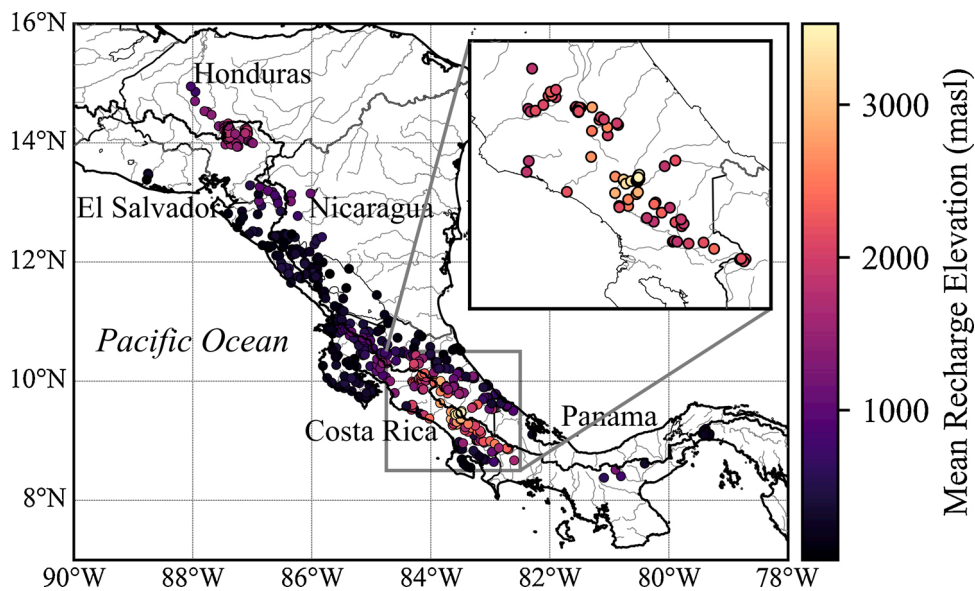 16°N
14°N
12°N
10°N
8°N
90°W
88°W
86°W
84°W
82°W
80°W
78°W
Honduras
El Salvador
Nicaragua
Pacific Ocean
Costa Rica
Panama
3000
2000
1000
Mean Recharge Elevation (masl)